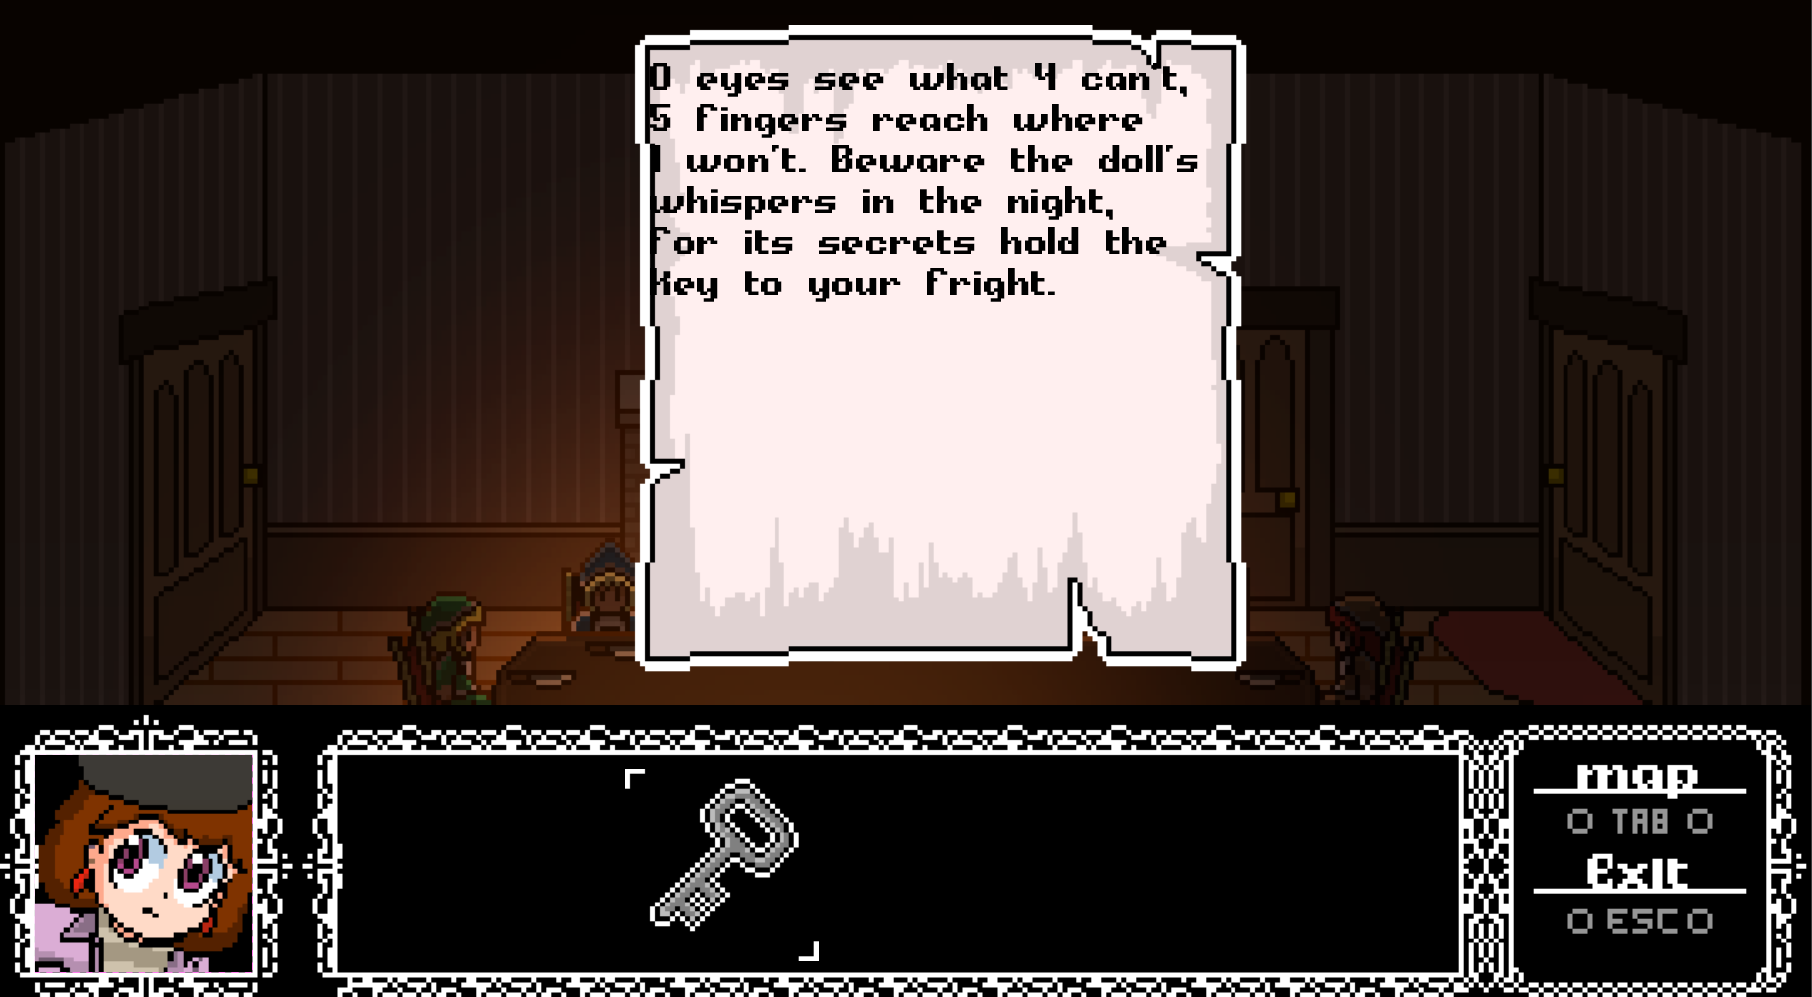 0 eyes see what 4 can't,
5 fingers reach where
I won't. Beware the doll's
whispers in the night,
for its secrets hold the
key to your fright.
map
TAB
Exit
ESC